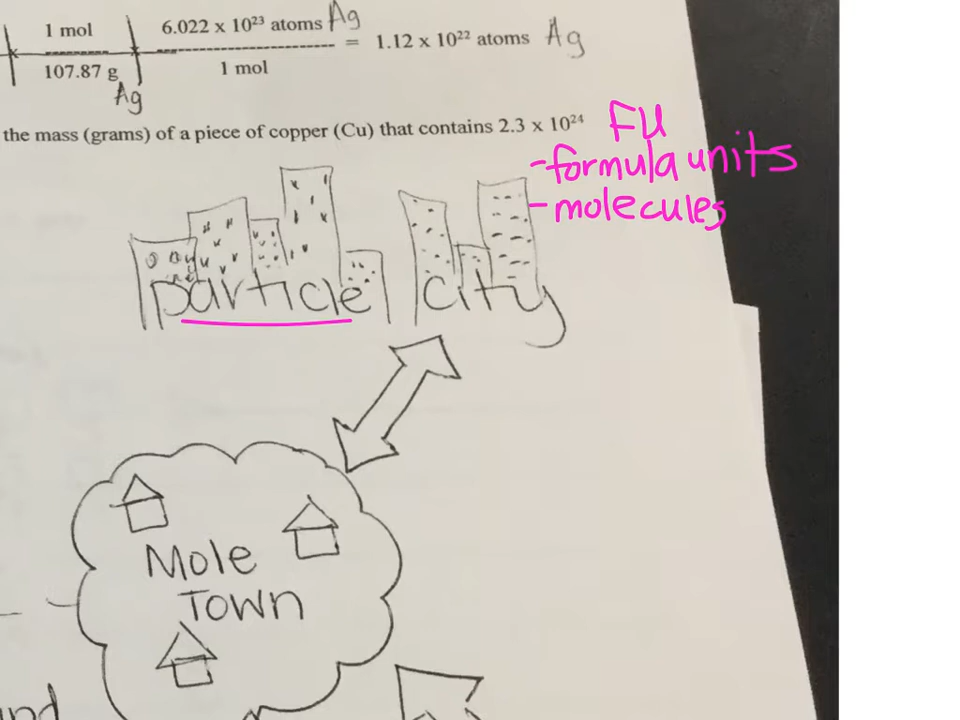 1 mol 6.022 x 10²³ atoms Ag
= 1.12 x 10²² atoms Ag
107.87 g 1 mol
Ag
the mass (grams) of a piece of copper (Cu) that contains 2.3 x 10²⁴
FU
-formula units
-molecules
particle city
Mole
Town